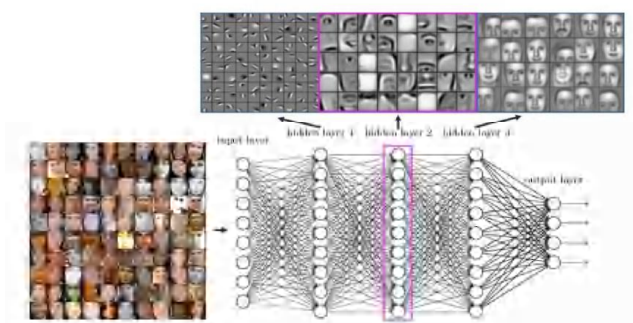 hidden layer 1 hidden layer 2 hidden layer 3
input layer
output layer